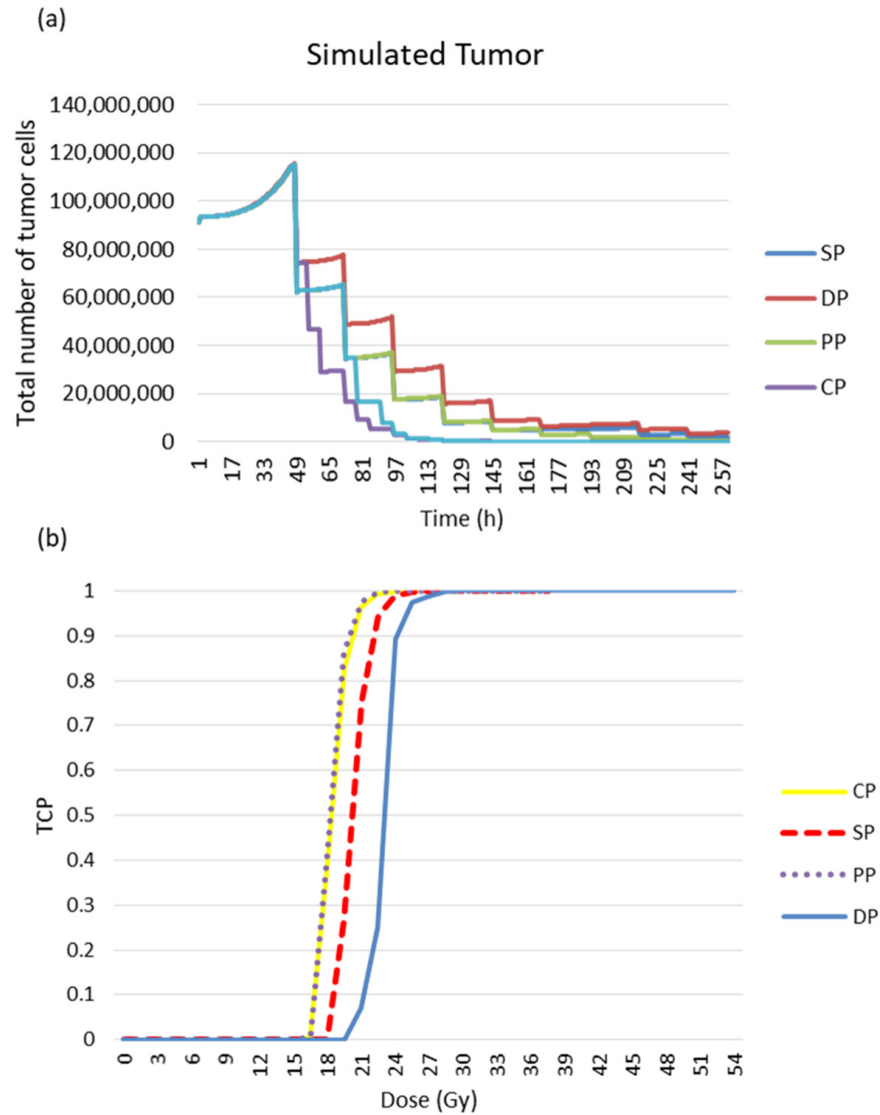 (a)
Simulated Tumor
Total number of tumor cells
140,000,000
120,000,000
100,000,000
80,000,000
60,000,000
40,000,000
20,000,000
0
1 17 33 49 65 81 97 113 129 145 161 177 193 209 225 241 257
Time (h)
SP
DP
PP
CP
(b)
TCP
1
0.9
0.8
0.7
0.6
0.5
0.4
0.3
0.2
0.1
0
0 3 6 9 12 15 18 21 24 27 30 33 36 39 42 45 48 51 54
Dose (Gy)
CP
SP
PP
DP